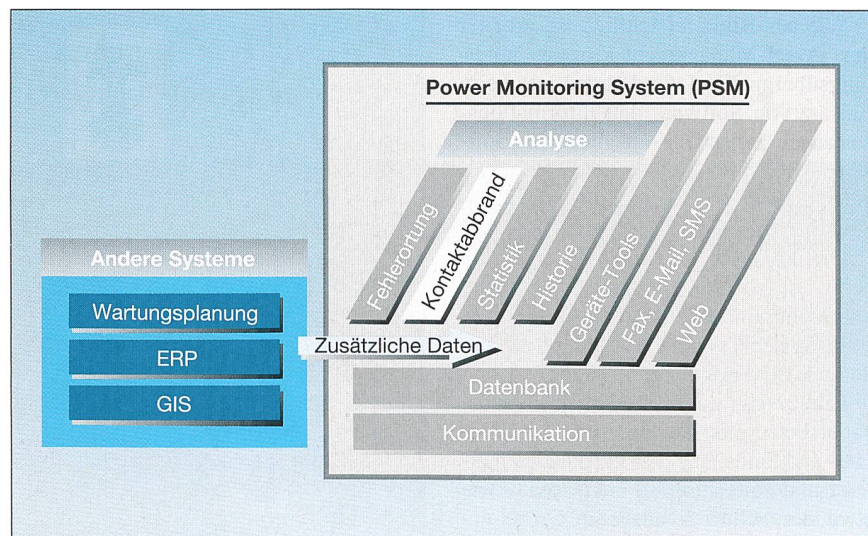 Power Monitoring System (PSM)
Analyse
Fehlerortung
Kontaktabbrand
Statistik
Historie
Geräte-Tools
Fax, E-Mail, SMS
Web
Andere Systeme
Wartungsplanung
ERP
GIS
Zusätzliche Daten
Datenbank
Kommunikation